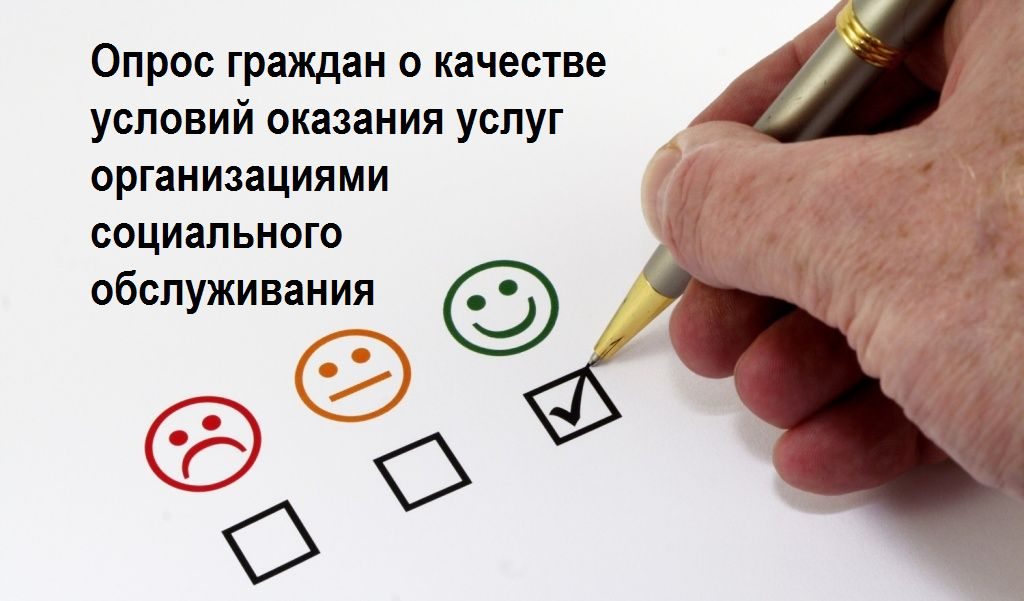 Опрос граждан о качестве
условий оказания услуг
организациями
социального
обслуживания